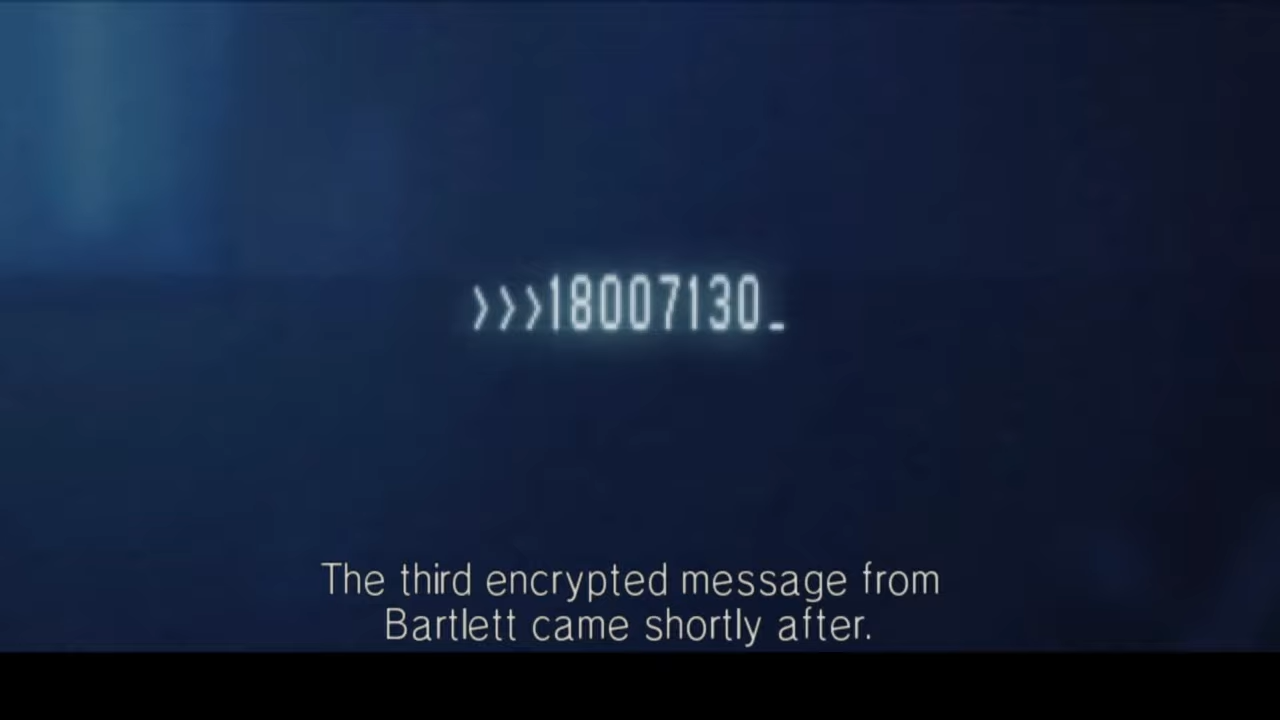 >>>18007130_
The third encrypted message from
Bartlett came shortly after.